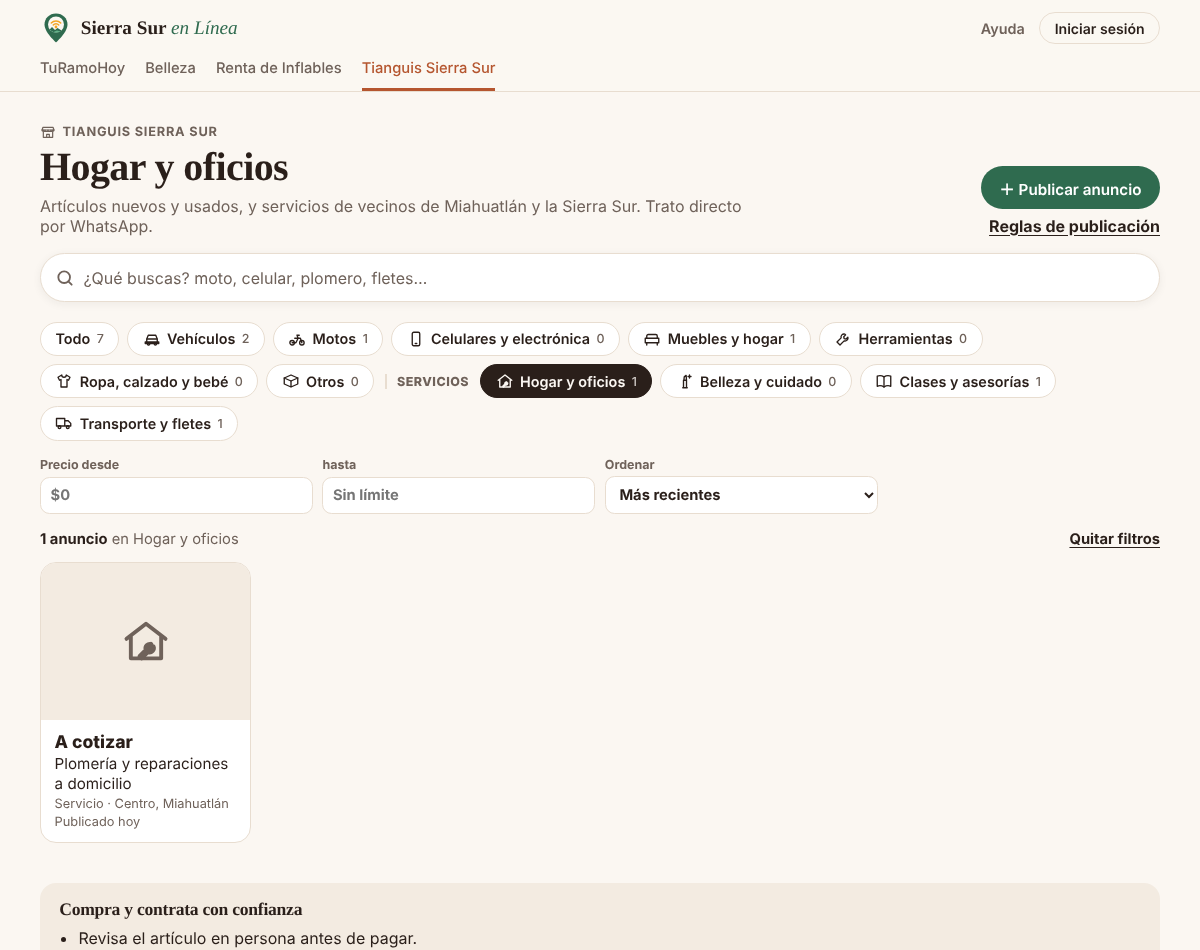 Sierra Sur en Línea
Ayuda
Iniciar sesión
TuRamoHoy
Belleza
Renta de Inflables
Tianguis Sierra Sur
TIANGUIS SIERRA SUR
Hogar y oficios
Artículos nuevos y usados, y servicios de vecinos de Miahuatlán y la Sierra Sur. Trato directo
por WhatsApp.
+ Publicar anuncio
Reglas de publicación
¿Qué buscas? moto, celular, plomero, fletes...
Todo 7
Vehículos 2
Motos 1
Celulares y electrónica 0
Muebles y hogar 1
Herramientas 0
Ropa, calzado y bebé 0
Otros 0
SERVICIOS
Hogar y oficios 1
Belleza y cuidado 0
Clases y asesorías 1
Transporte y fletes 1
Precio desde
hasta
Ordenar
$0
Sin límite
Más recientes
1 anuncio en Hogar y oficios
Quitar filtros
A cotizar
Plomería y reparaciones
a domicilio
Servicio · Centro, Miahuatlán
Publicado hoy
Compra y contrata con confianza
• Revisa el artículo en persona antes de pagar.